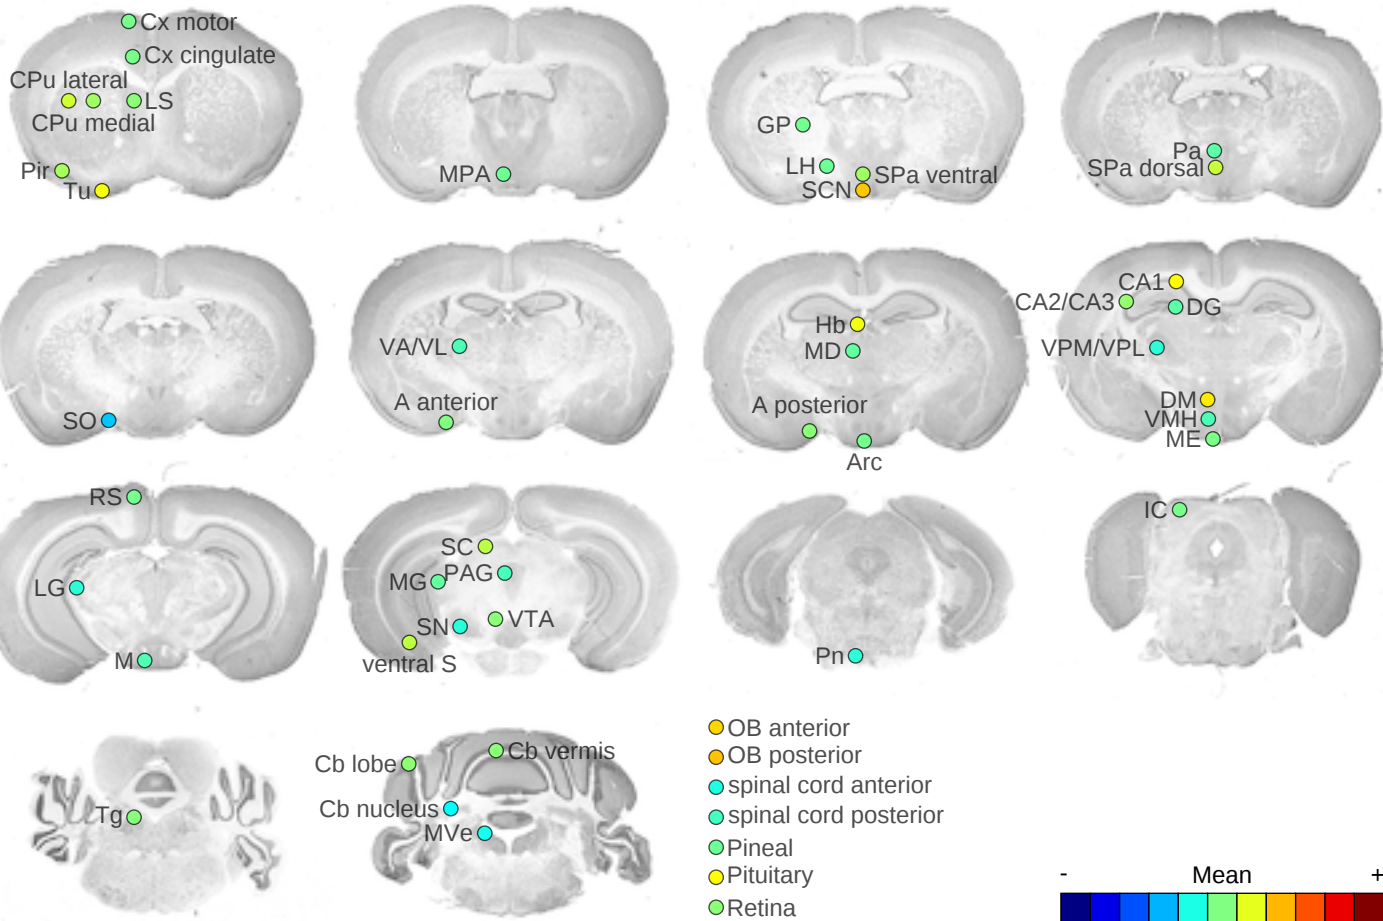 Cx motor
Cx cingulate
CPu lateral
LS
CPu medial
Pir
Tu
MPA
GP
LH
SPa ventral
SCN
Pa
SPa dorsal
SO
VA/VL
A anterior
Hb
MD
A posterior
Arc
CA1
CA2/CA3
DG
VPM/VPL
DM
VMH
ME
RS
LG
M
SC
PAG
MG
VTA
SN
ventral S
Pn
IC
Tg
Cb vermis
Cb lobe
Cb nucleus
MVe
OB anterior
OB posterior
spinal cord anterior
spinal cord posterior
Pineal
Pituitary
Retina
- Mean +